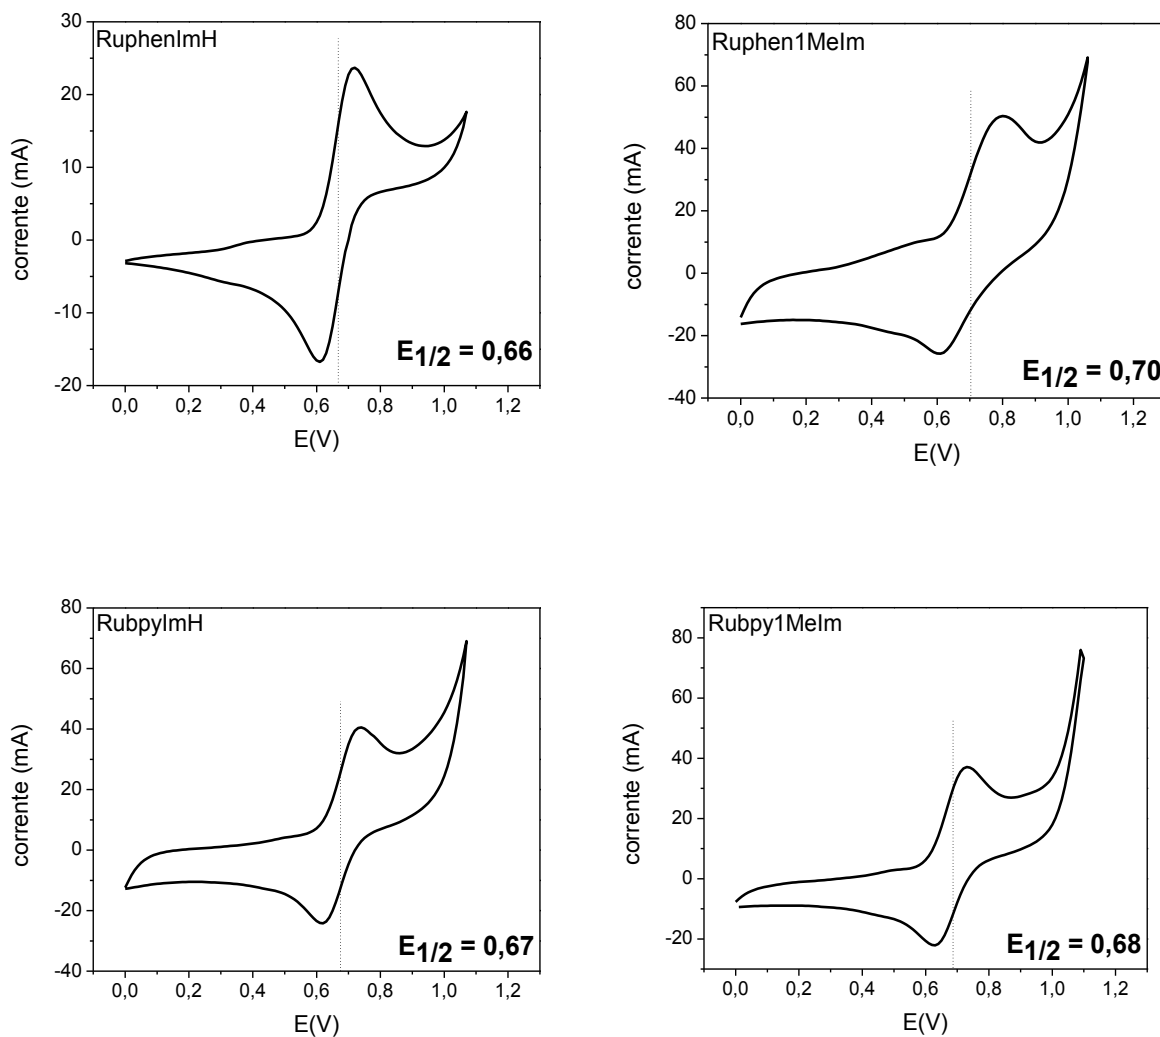 RuphenImH
30
20
10
0
-10
-20
corrente (mA)
0,0 0,2 0,4 0,6 0,8 1,0 1,2
E(V)
E1/2 = 0,66
Ruphen1MeIm
80
60
40
20
0
-20
-40
corrente (mA)
0,0 0,2 0,4 0,6 0,8 1,0 1,2
E(V)
E1/2 = 0,70
RubpyImH
80
60
40
20
0
-20
-40
corrente (mA)
0,0 0,2 0,4 0,6 0,8 1,0 1,2
E(V)
E1/2 = 0,67
Rubpy1MeIm
80
60
40
20
0
-20
corrente (mA)
0,0 0,2 0,4 0,6 0,8 1,0 1,2
E(V)
E1/2 = 0,68